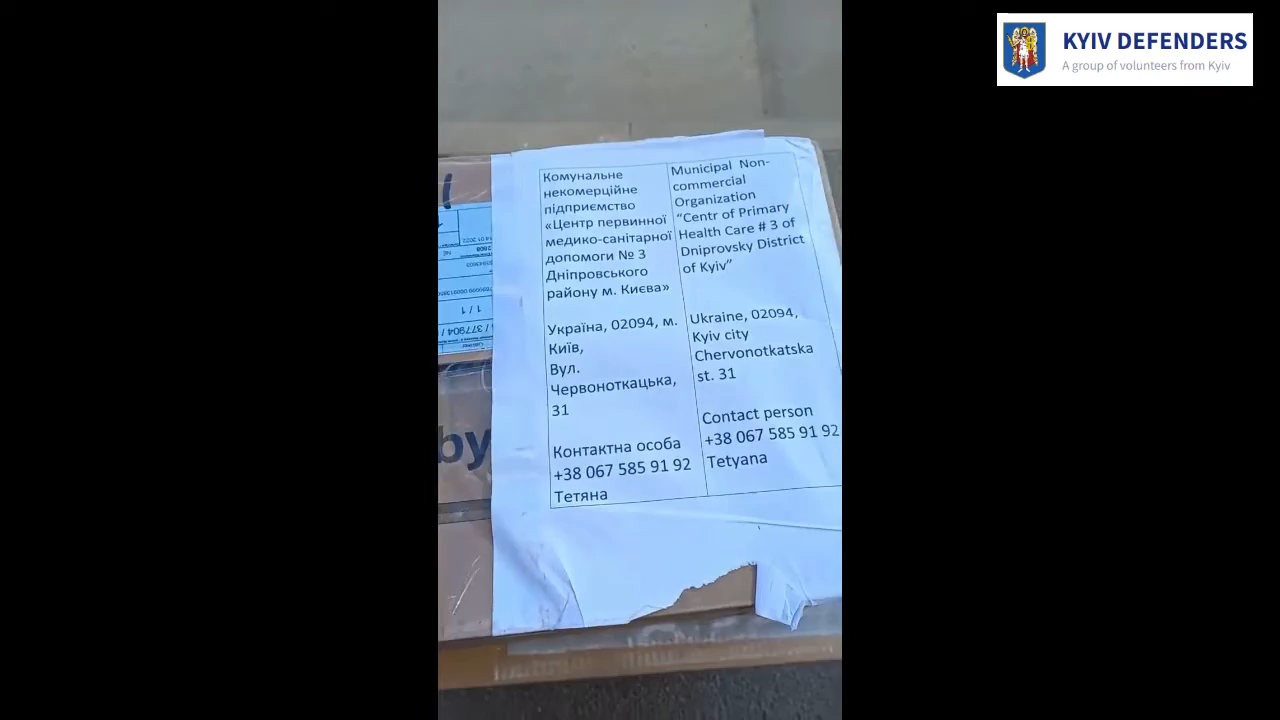 KYIV DEFENDERS
A group of volunteers from Kyiv
Комунальне
некомерційне
підприємство
«Центр первинної
медико-санітарної
допомоги № 3
Дніпровського
району м. Києва»
Україна, 02094, м.
Київ,
Вул.
Червоноткацька,
31
Контактна особа
+38 067 585 91 92
Тетяна
Municipal Non-
commercial
Organization
“Centr of Primary
Health Care # 3 of
Dniprovsky District
of Kyiv”
Ukraine, 02094,
Kyiv city
Chervonotkatska
st. 31
Contact person
+38 067 585 91 92
Tetyana
14.01.2022
1 / 1
by